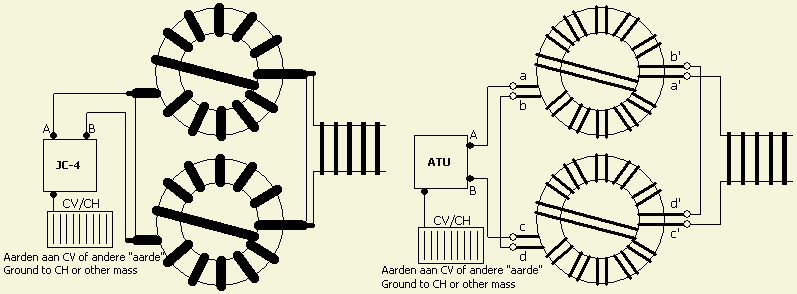 A
B
JC-4
CV/CH
Aarden aan CV of andere "aarde"
Ground to CH or other mass
a
b
b'
a'
A
ATU
B
c
d
d'
c'
CV/CH
Aarden aan CV of andere "aarde"
Ground to CH or other mass